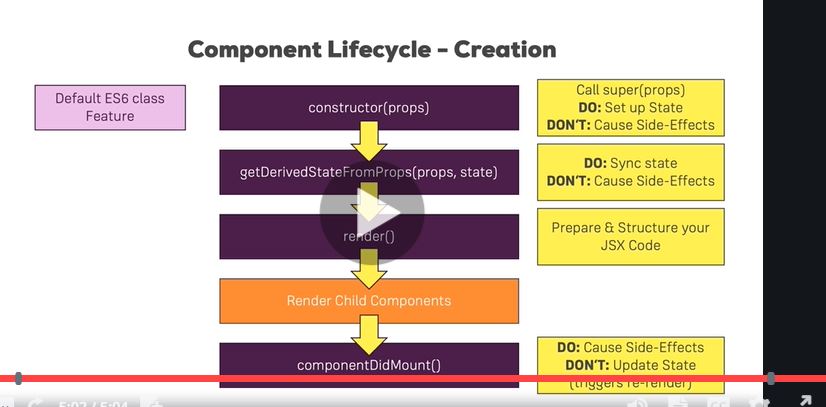 Component Lifecycle – Creation
Default ES6 class
Feature
constructor(props)
Call super(props)
DO: Set up State
DON'T: Cause Side-Effects
getDerivedStateFromProps(props, state)
DO: Sync state
DON'T: Cause Side-Effects
render()
Prepare & Structure your
JSX Code
Render Child Components
componentDidMount()
DO: Cause Side-Effects
DON'T: Update State
(triggers re-render)
5:02 / 5:04